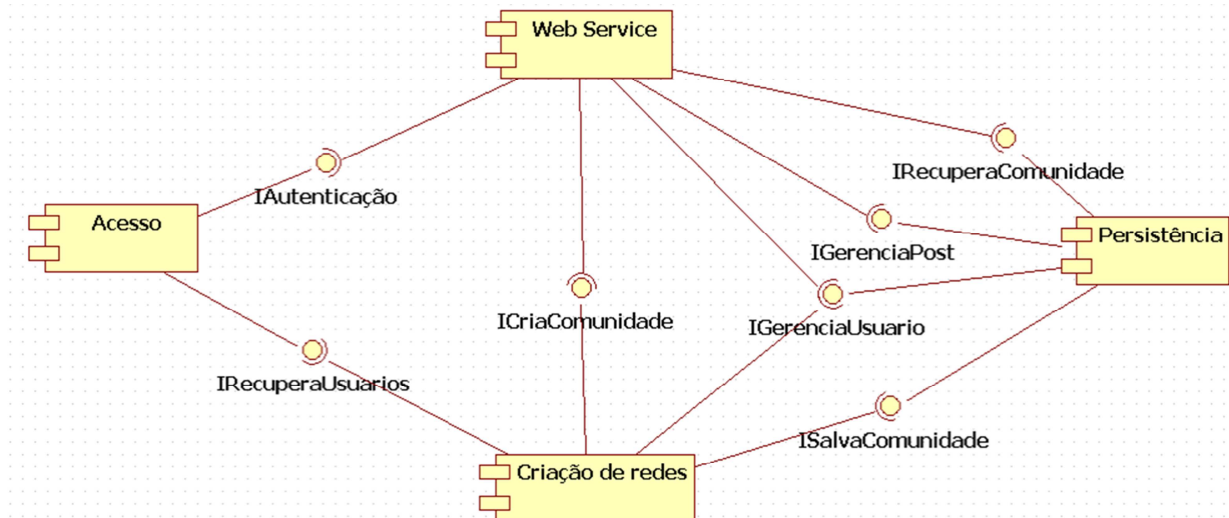 Web Service
IRecuperaComunidade
IAutenticação
Acesso
Persistência
IGerenciaPost
ICriaComunidade
IGerenciaUsuario
IRecuperaUsuarios
ISalvaComunidade
Criação de redes